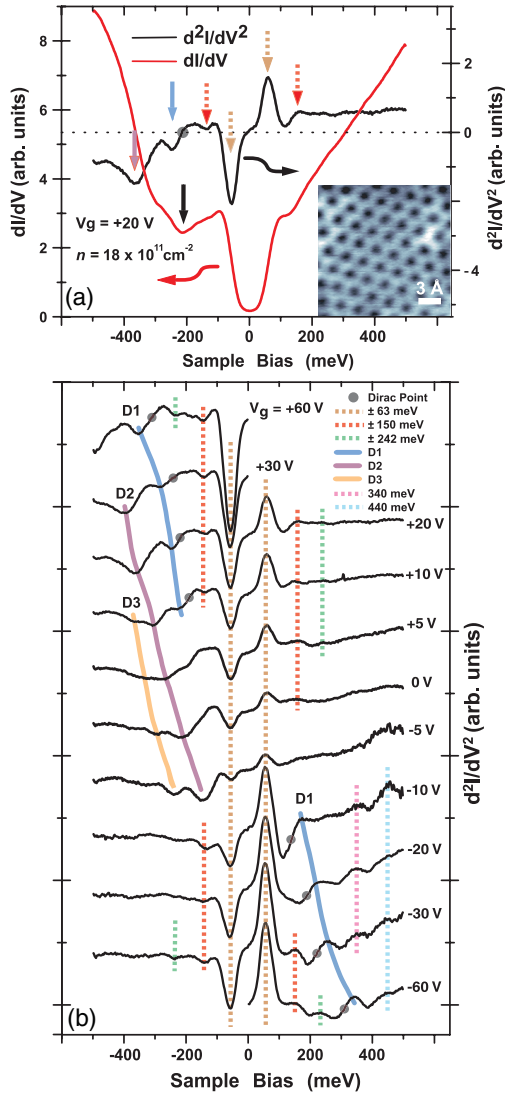 8
6
4
2
0
dI/dV (arb. units)
d²I/dV²
dI/dV
2
0
-2
-4
d²I/dV² (arb. units)
Vg = +20 V
n = 18 x 10¹¹cm⁻²
(a)
3 Å
-400 -200 0 200 400
Sample Bias (meV)
D1
Vg = +60 V
Dirac Point
± 63 meV
± 150 meV
± 242 meV
D1
D2
D3
340 meV
440 meV
+30 V
D2
+20 V
+10 V
D3
+5 V
0 V
-5 V
D1
-10 V
-20 V
-30 V
-60 V
d²I/dV² (arb. units)
(b)
-400 -200 0 200 400
Sample Bias (meV)